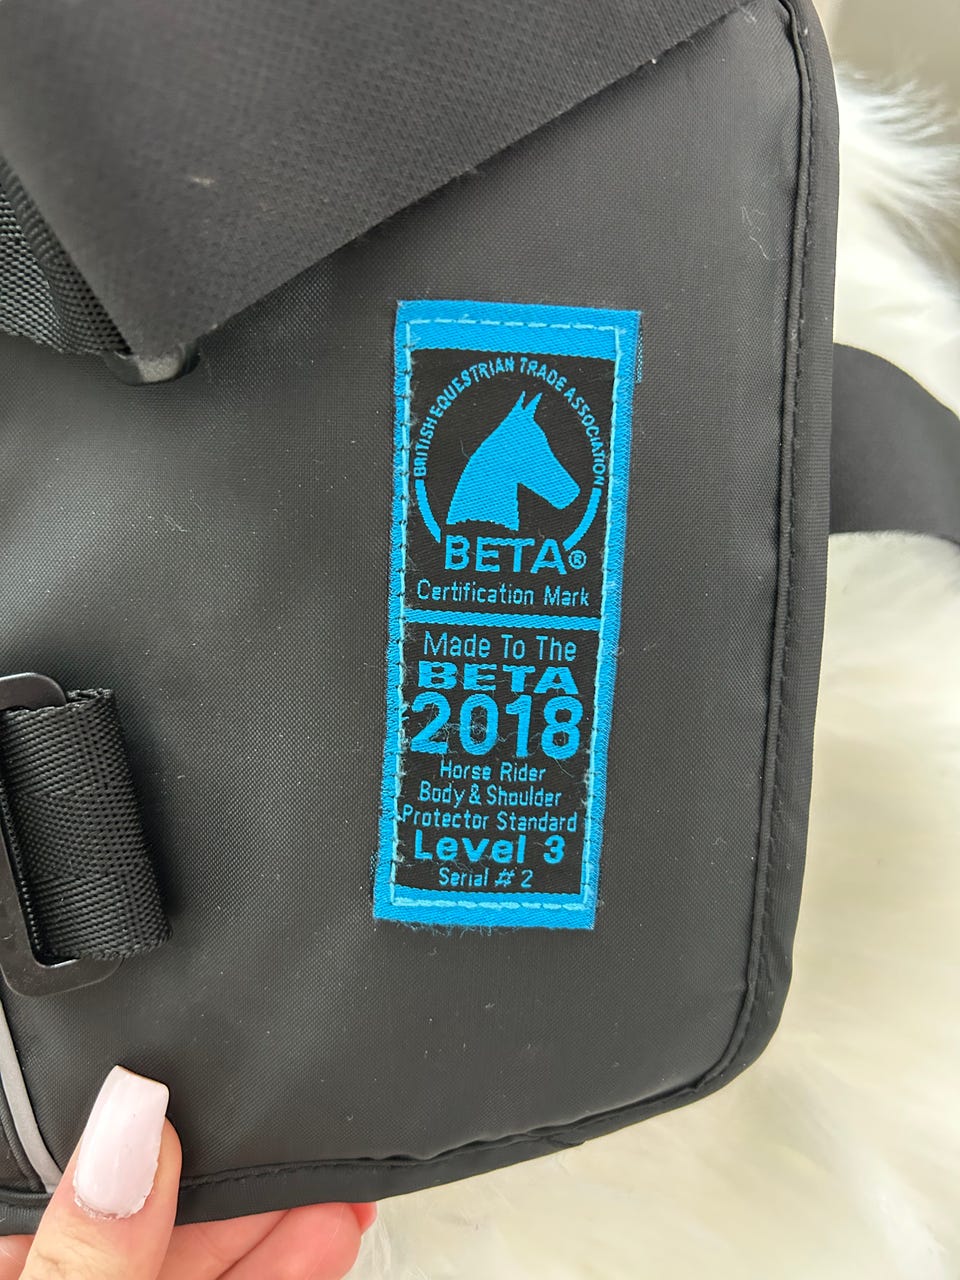 BRITISH EQUESTRIAN TRADE ASSOCIATION
BETA®
Certification Mark
Made To The
BETA
2018
Horse Rider
Body & Shoulder
Protector Standard
Level 3
Serial # 2